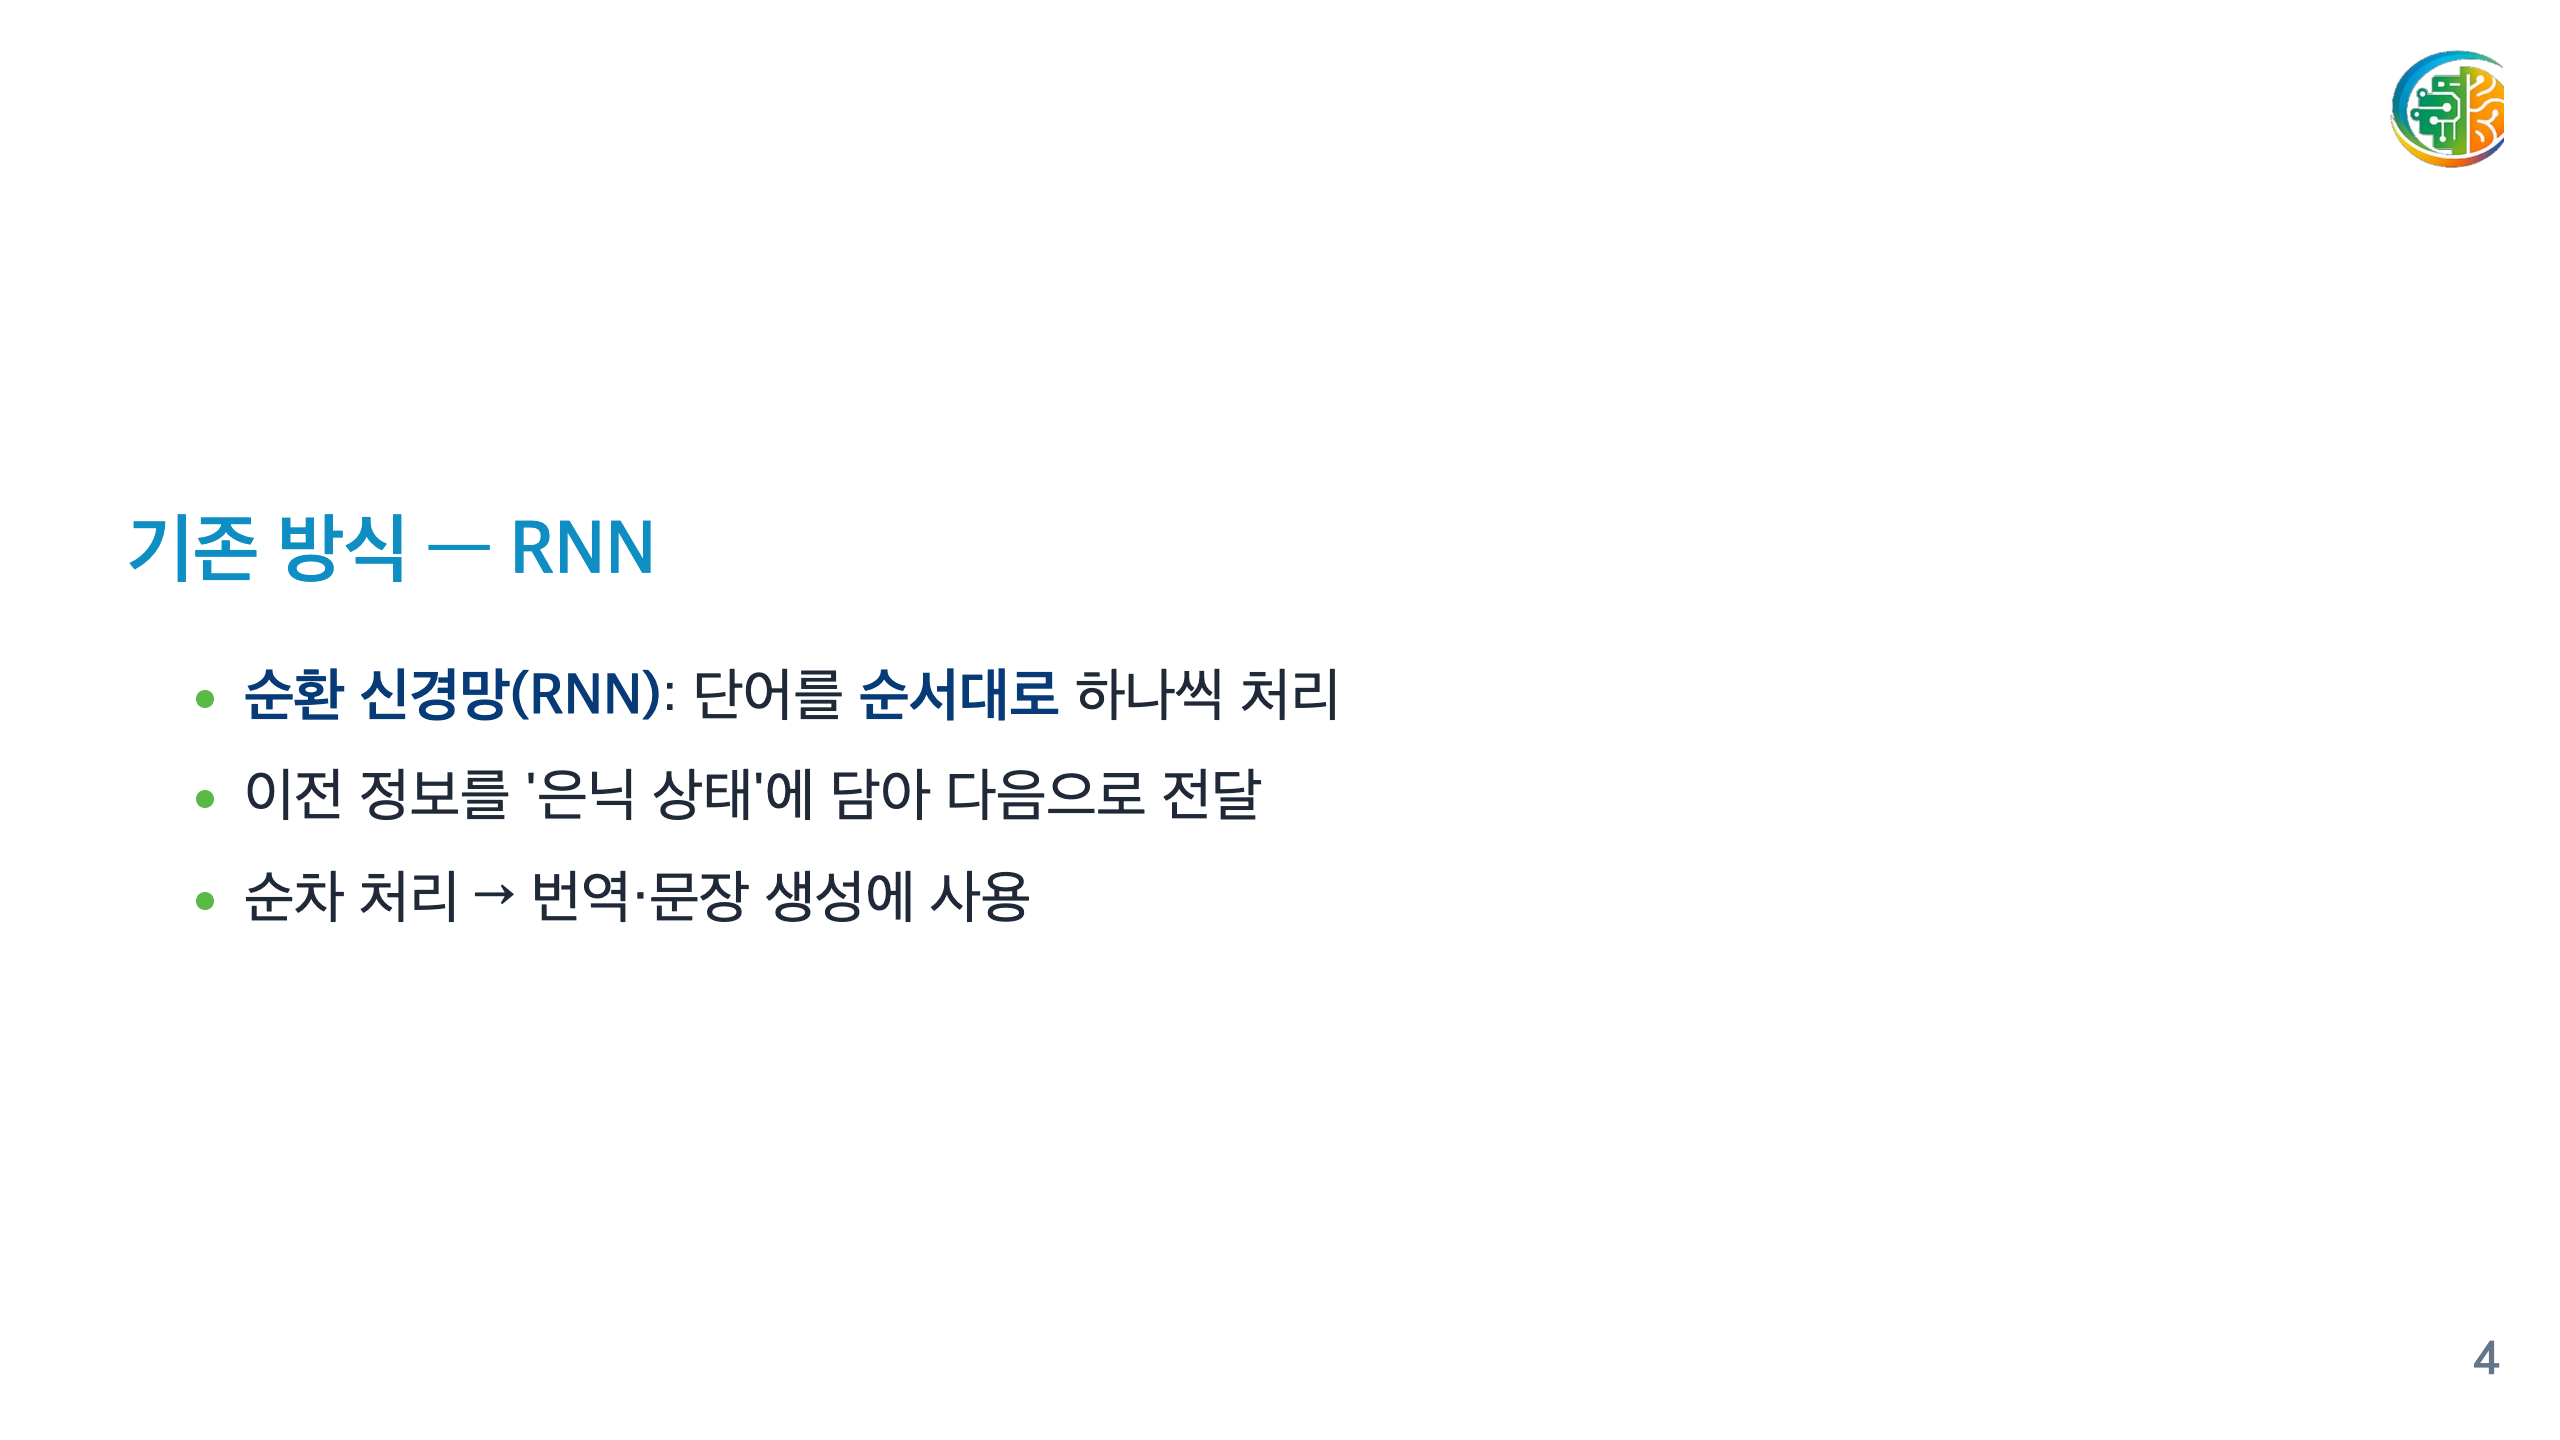 기존 방식 — RNN
• 순환 신경망(RNN): 단어를 순서대로 하나씩 처리
• 이전 정보를 '은닉 상태'에 담아 다음으로 전달
• 순차 처리 → 번역·문장 생성에 사용
4